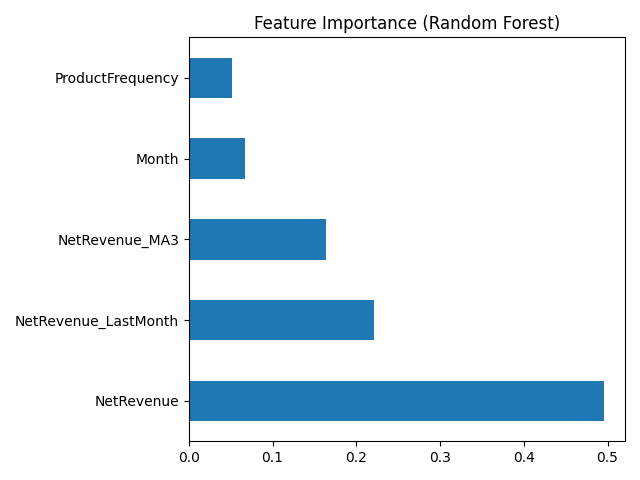 Feature Importance (Random Forest)
ProductFrequency
Month
NetRevenue_MA3
NetRevenue_LastMonth
NetRevenue
0.0 0.1 0.2 0.3 0.4 0.5